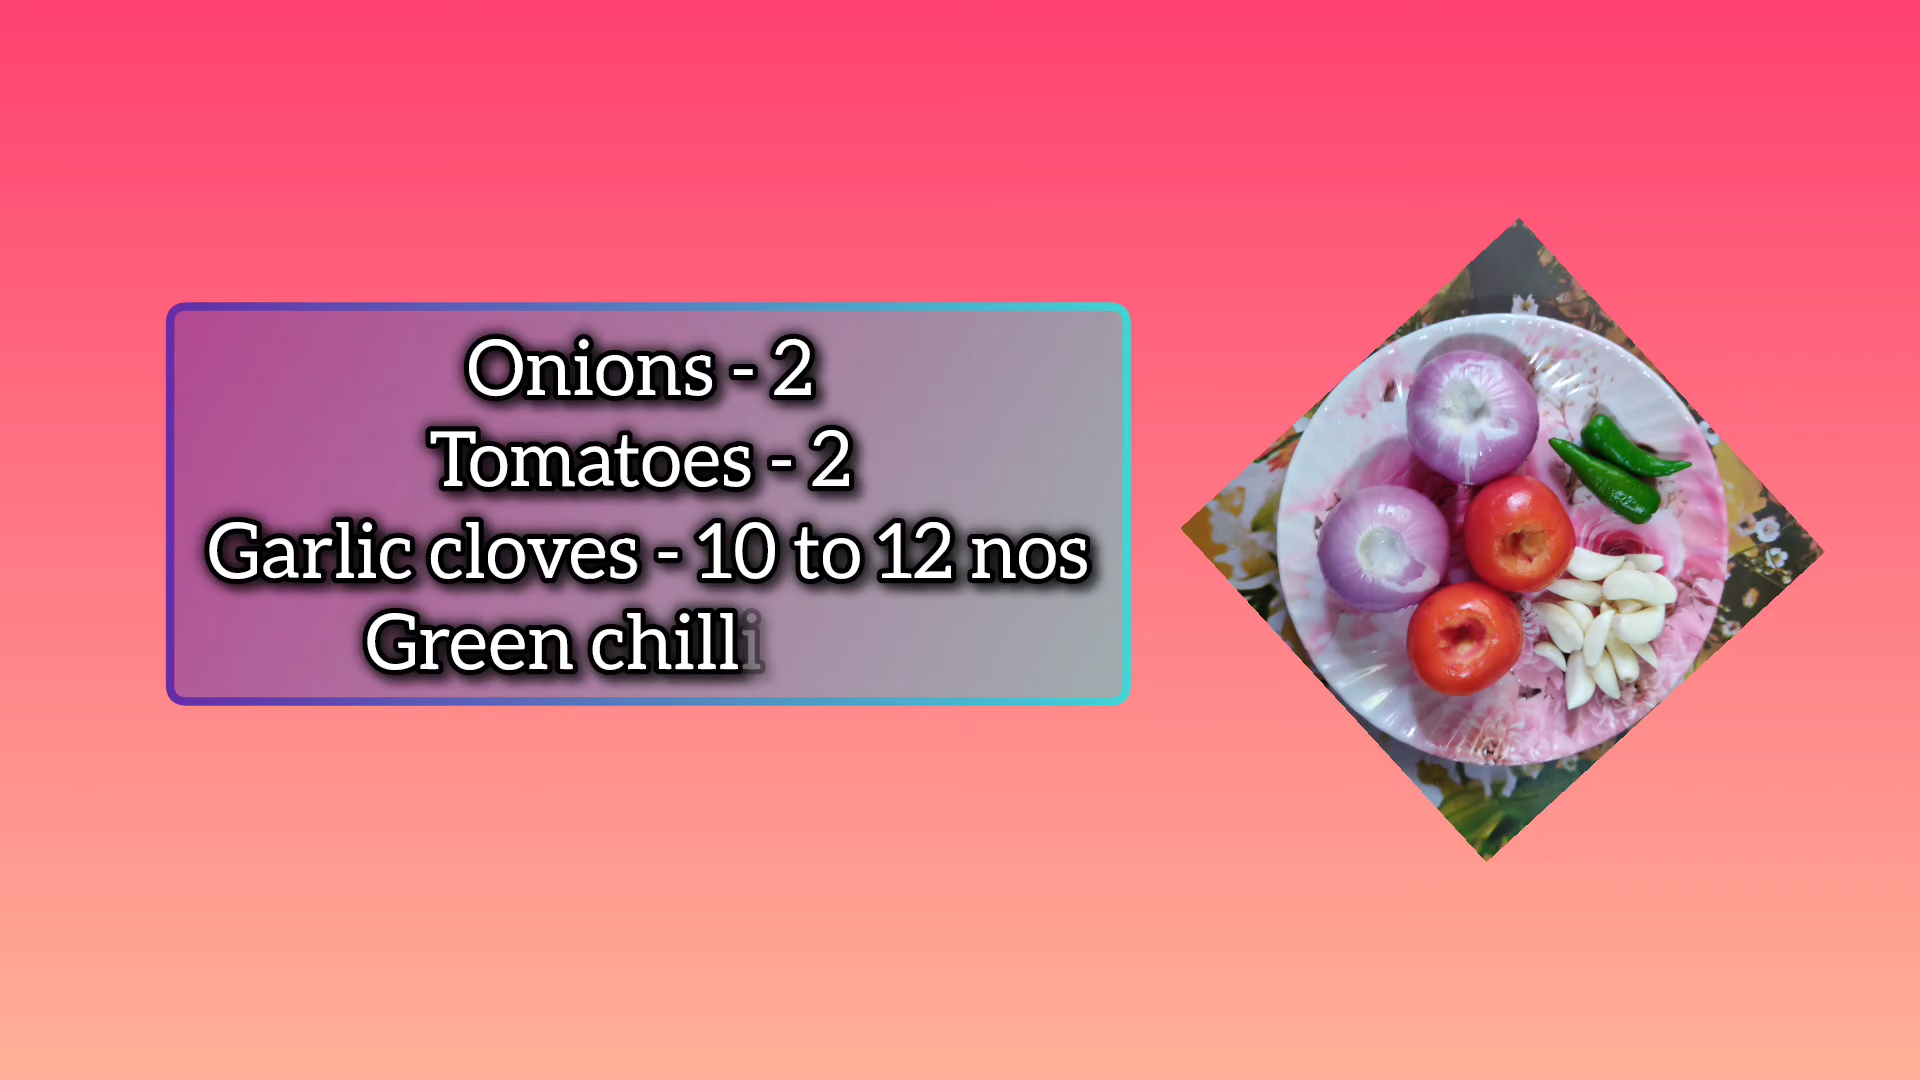 Onions - 2
Tomatoes - 2
Garlic cloves - 10 to 12 nos
Green chilli